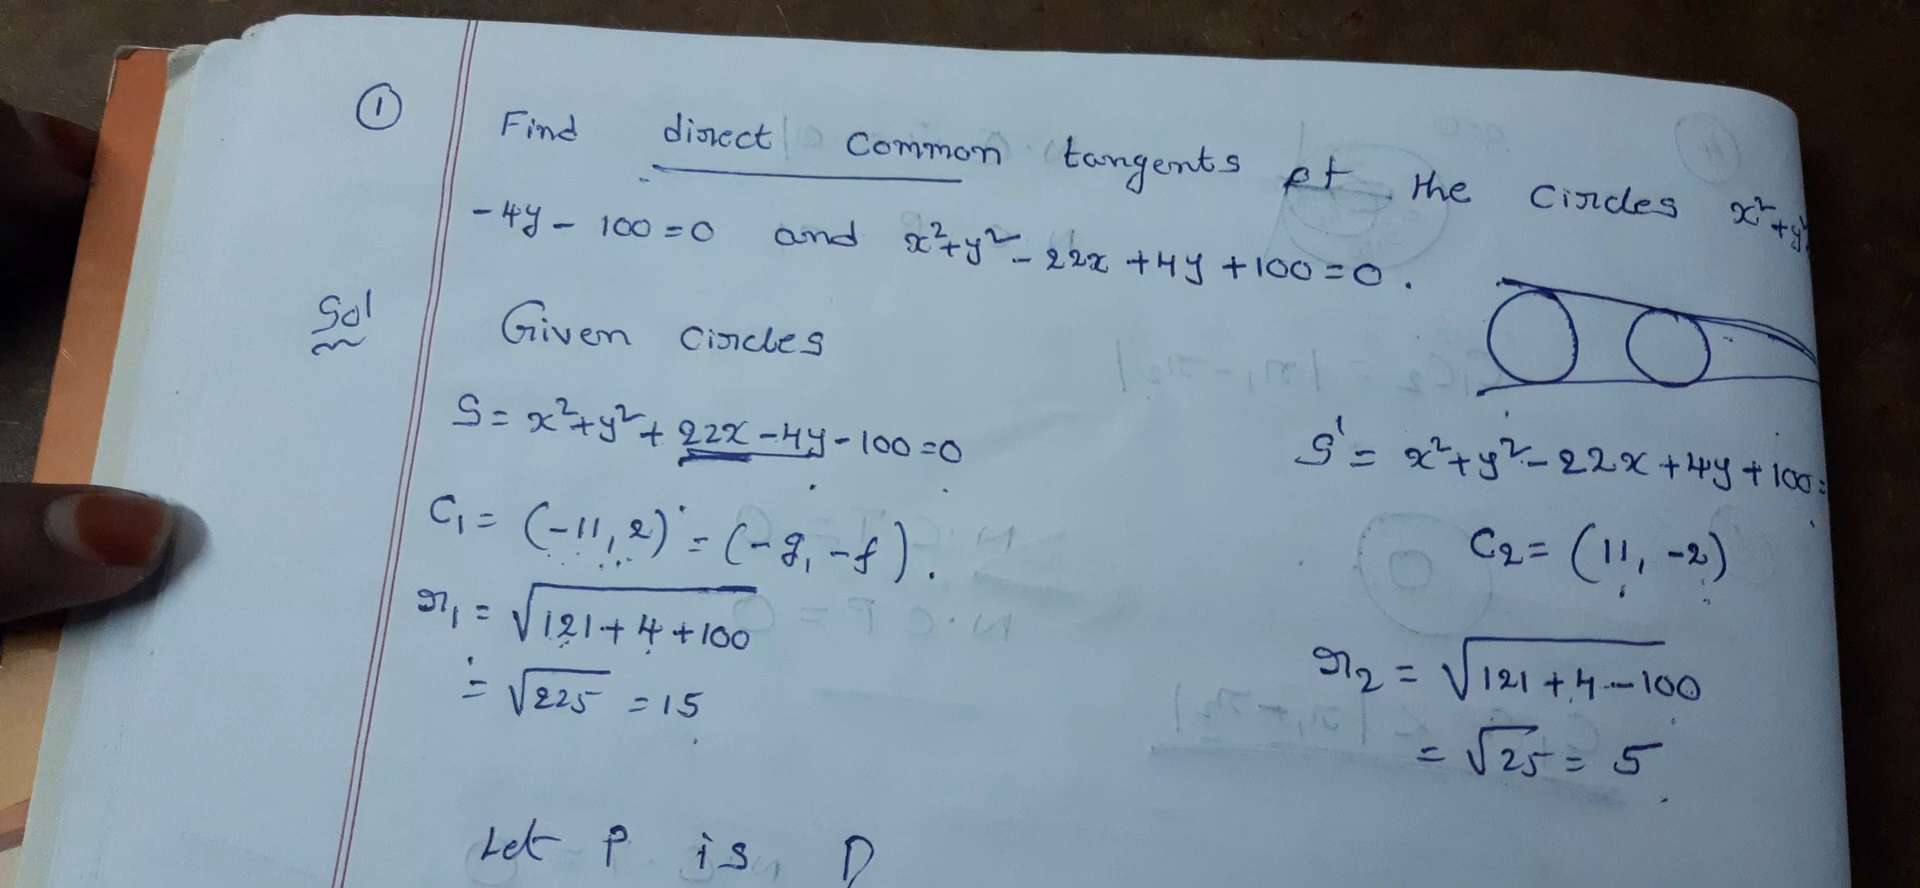 ① Find direct common tangents of the circles x²+y²
-4y - 100 = 0 and x²+y² - 22x + 4y + 100 = 0.
Sol Given circles
S = x²+y² + 22x - 4y - 100 = 0
S' = x²+y² - 22x + 4y + 100 =
C₁ = (-11, 2) = (-g, -f).
C₂ = (11, -2)
r₁ = √121 + 4 + 100
r₂ = √121 + 4 - 100
= √225 = 15
= √25 = 5
Let P is